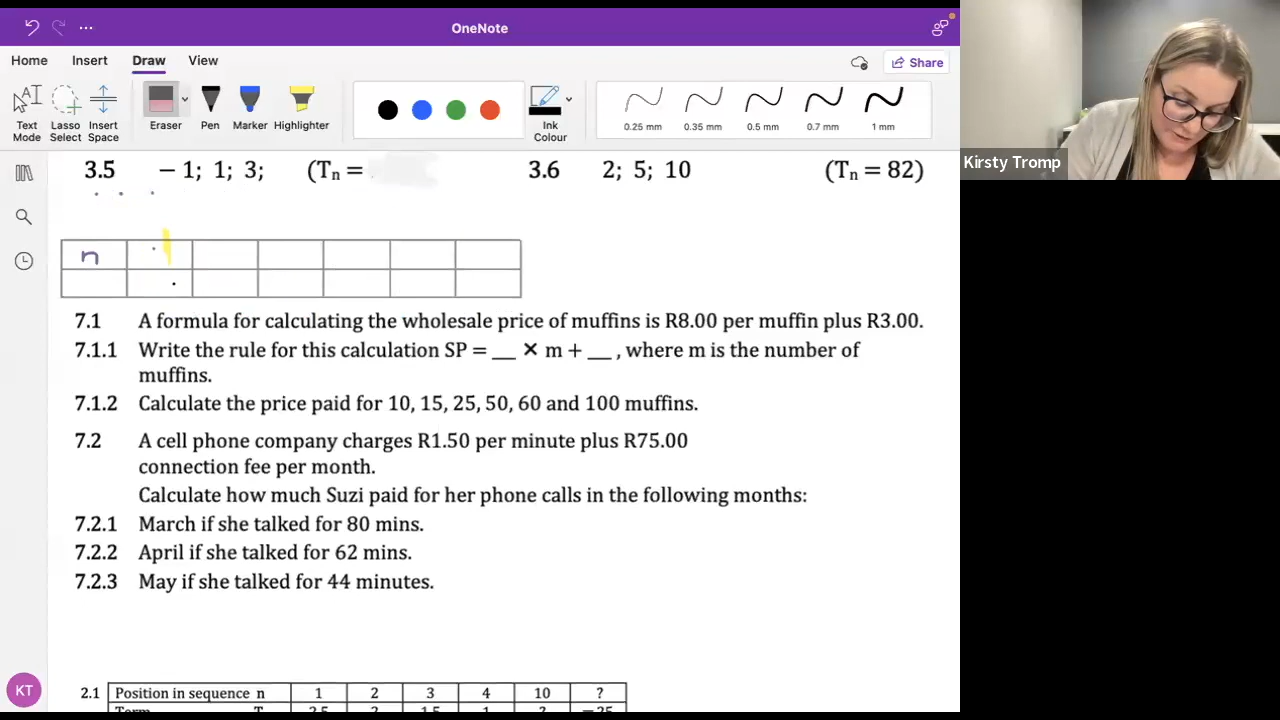 OneNote
Home Insert Draw View
Share
Text Mode
Lasso Select
Insert Space
Eraser
Pen
Marker
Highlighter
Ink Colour
0.25 mm 0.35 mm 0.5 mm 0.7 mm 1 mm
Kirsty Tromp
3.5 − 1; 1; 3; (Tn =
3.6 2; 5; 10 (Tn = 82)
n
7.1 A formula for calculating the wholesale price of muffins is R8.00 per muffin plus R3.00.
7.1.1 Write the rule for this calculation SP = __ × m + __ , where m is the number of
muffins.
7.1.2 Calculate the price paid for 10, 15, 25, 50, 60 and 100 muffins.
7.2 A cell phone company charges R1.50 per minute plus R75.00
connection fee per month.
Calculate how much Suzi paid for her phone calls in the following months:
7.2.1 March if she talked for 80 mins.
7.2.2 April if she talked for 62 mins.
7.2.3 May if she talked for 44 minutes.
KT
2.1 Position in sequence n 1 2 3 4 10 ?